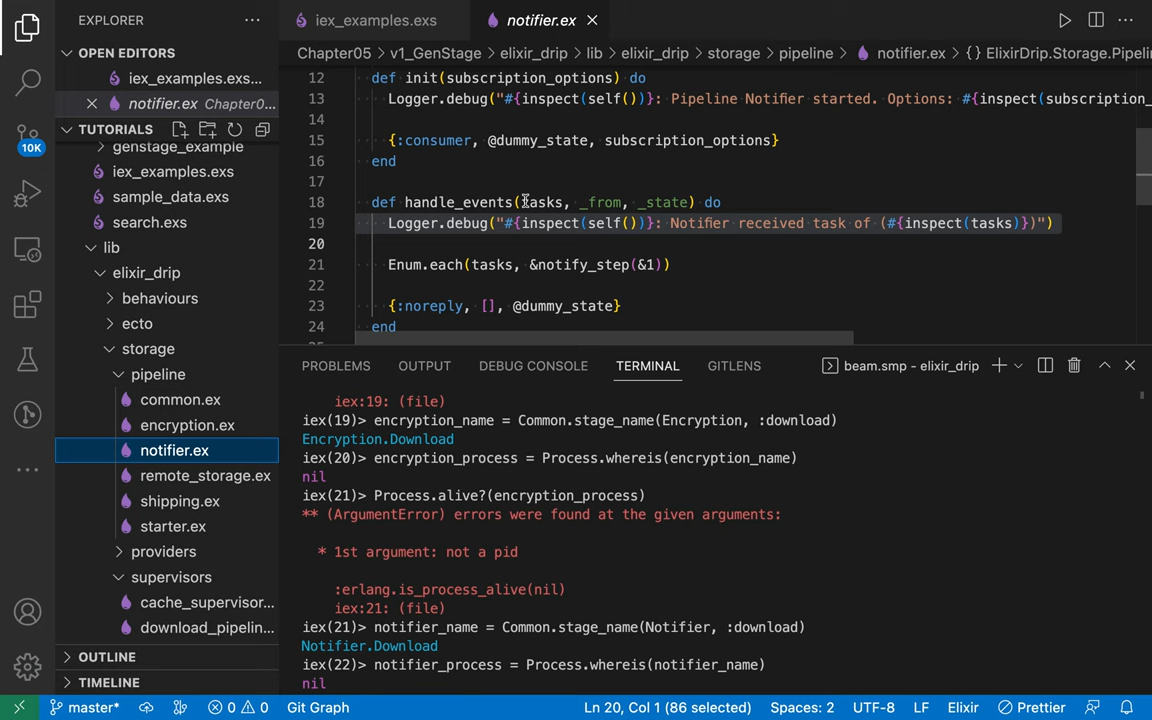 EXPLORER
OPEN EDITORS
iex_examples.exs...
notifier.ex Chapter0...
TUTORIALS
genstage_example
iex_examples.exs
sample_data.exs
search.exs
lib
elixir_drip
behaviours
ecto
storage
pipeline
common.ex
encryption.ex
notifier.ex
remote_storage.ex
shipping.ex
starter.ex
providers
supervisors
cache_supervisor...
download_pipelin...
OUTLINE
TIMELINE
10K
iex_examples.exs
notifier.ex
Chapter05 > v1_GenStage > elixir_drip > lib > elixir_drip > storage > pipeline > notifier.ex > {} ElixirDrip.Storage.Pipeli
12 def init(subscription_options) do
13 Logger.debug("#{inspect(self())}: Pipeline Notifier started. Options: #{inspect(subscription_
14
15 {:consumer, @dummy_state, subscription_options}
16 end
17
18 def handle_events(tasks, _from, _state) do
19 Logger.debug("#{inspect(self())}: Notifier received task of (#{inspect(tasks)})")
20
21 Enum.each(tasks, &notify_step(&1))
22
23 {:noreply, [], @dummy_state}
24 end
PROBLEMS OUTPUT DEBUG CONSOLE TERMINAL GITLENS beam.smp - elixir_drip
iex:19: (file)
iex(19)> encryption_name = Common.stage_name(Encryption, :download)
Encryption.Download
iex(20)> encryption_process = Process.whereis(encryption_name)
nil
iex(21)> Process.alive?(encryption_process)
** (ArgumentError) errors were found at the given arguments:
* 1st argument: not a pid
:erlang.is_process_alive(nil)
iex:21: (file)
iex(21)> notifier_name = Common.stage_name(Notifier, :download)
Notifier.Download
iex(22)> notifier_process = Process.whereis(notifier_name)
nil
master* 0 0 Git Graph Ln 20, Col 1 (86 selected) Spaces: 2 UTF-8 LF Elixir Prettier